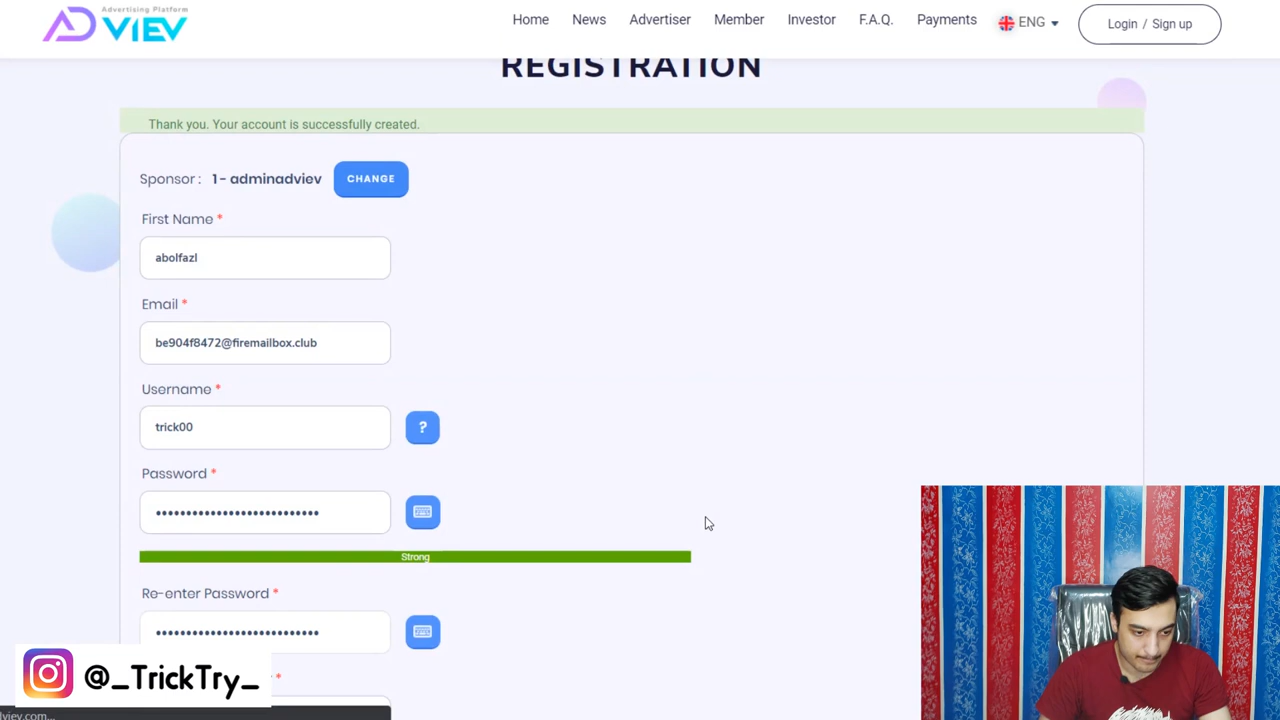 Advertising Platform
AD VIEV
Home News Advertiser Member Investor F.A.Q. Payments ENG Login / Sign up
REGISTRATION
Thank you. Your account is successfully created.
Sponsor : 1 - adminadviev CHANGE
First Name *
abolfazl
Email *
be904f8472@firemailbox.club
Username *
trick00 ?
Password *
•••••••••••••••••••••••••••
Strong
Re-enter Password *
•••••••••••••••••••••••••••
@_TrickTry_
*